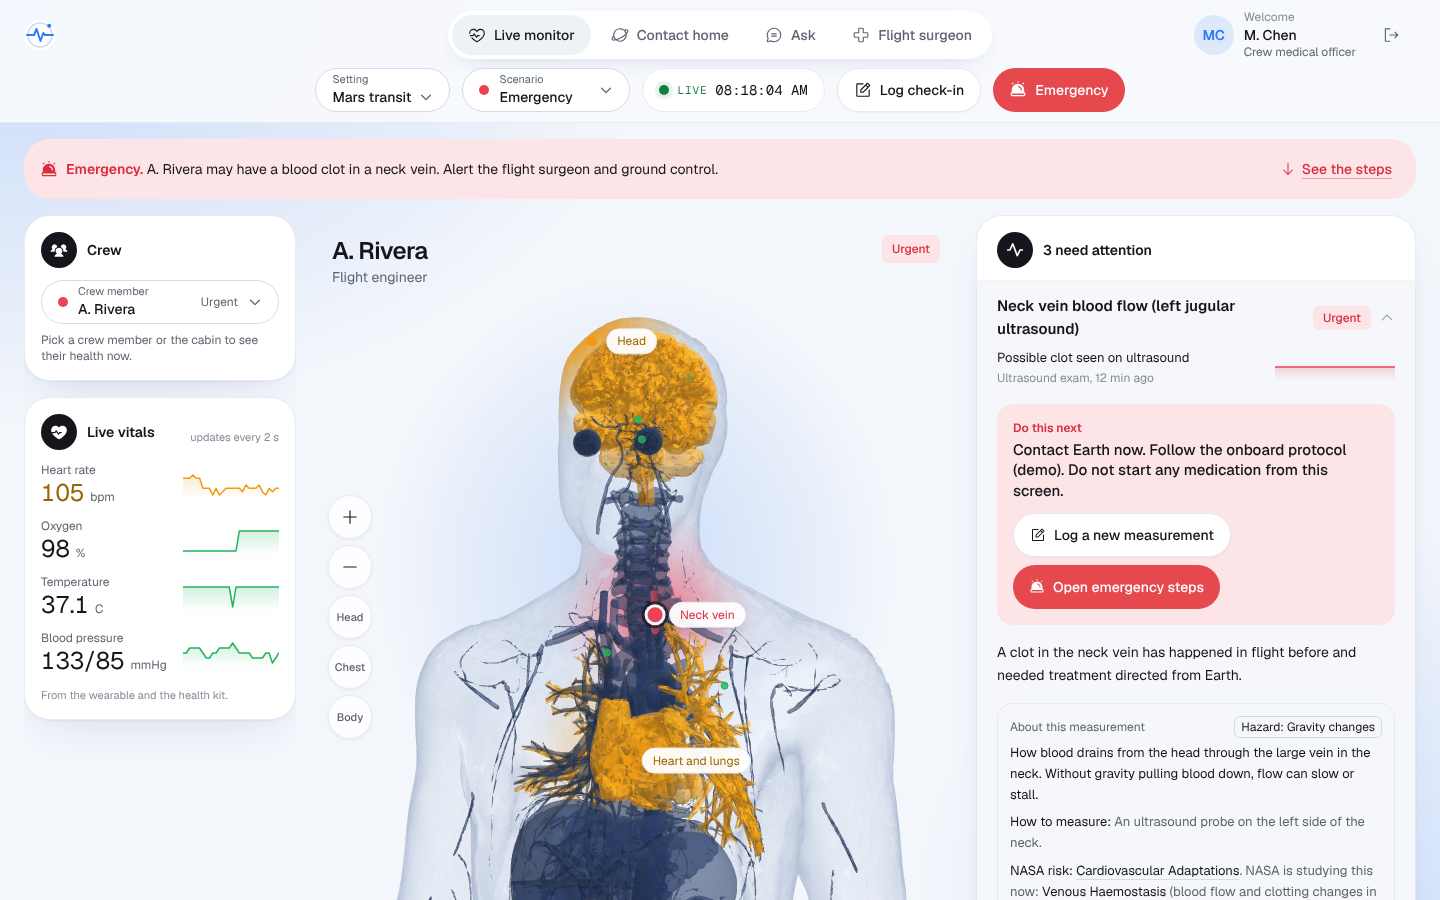 Live monitor
Contact home
Ask
Flight surgeon
MC
Welcome
M. Chen
Crew medical officer
Setting
Mars transit
Scenario
Emergency
LIVE 08:18:04 AM
Log check-in
Emergency
Emergency. A. Rivera may have a blood clot in a neck vein. Alert the flight surgeon and ground control.
See the steps
Crew
Crew member
A. Rivera
Urgent
Pick a crew member or the cabin to see
their health now.
Live vitals
updates every 2 s
Heart rate
105 bpm
Oxygen
98 %
Temperature
37.1 C
Blood pressure
133/85 mmHg
From the wearable and the health kit.
A. Rivera
Flight engineer
Urgent
Head
Neck vein
Heart and lungs
Head
Chest
Body
3 need attention
Neck vein blood flow (left jugular
ultrasound)
Urgent
Possible clot seen on ultrasound
Ultrasound exam, 12 min ago
Do this next
Contact Earth now. Follow the onboard protocol
(demo). Do not start any medication from this
screen.
Log a new measurement
Open emergency steps
A clot in the neck vein has happened in flight before and
needed treatment directed from Earth.
About this measurement
Hazard: Gravity changes
How blood drains from the head through the large vein in the
neck. Without gravity pulling blood down, flow can slow or
stall.
How to measure: An ultrasound probe on the left side of the
neck.
NASA risk: Cardiovascular Adaptations. NASA is studying this
now: Venous Haemostasis (blood flow and clotting changes in